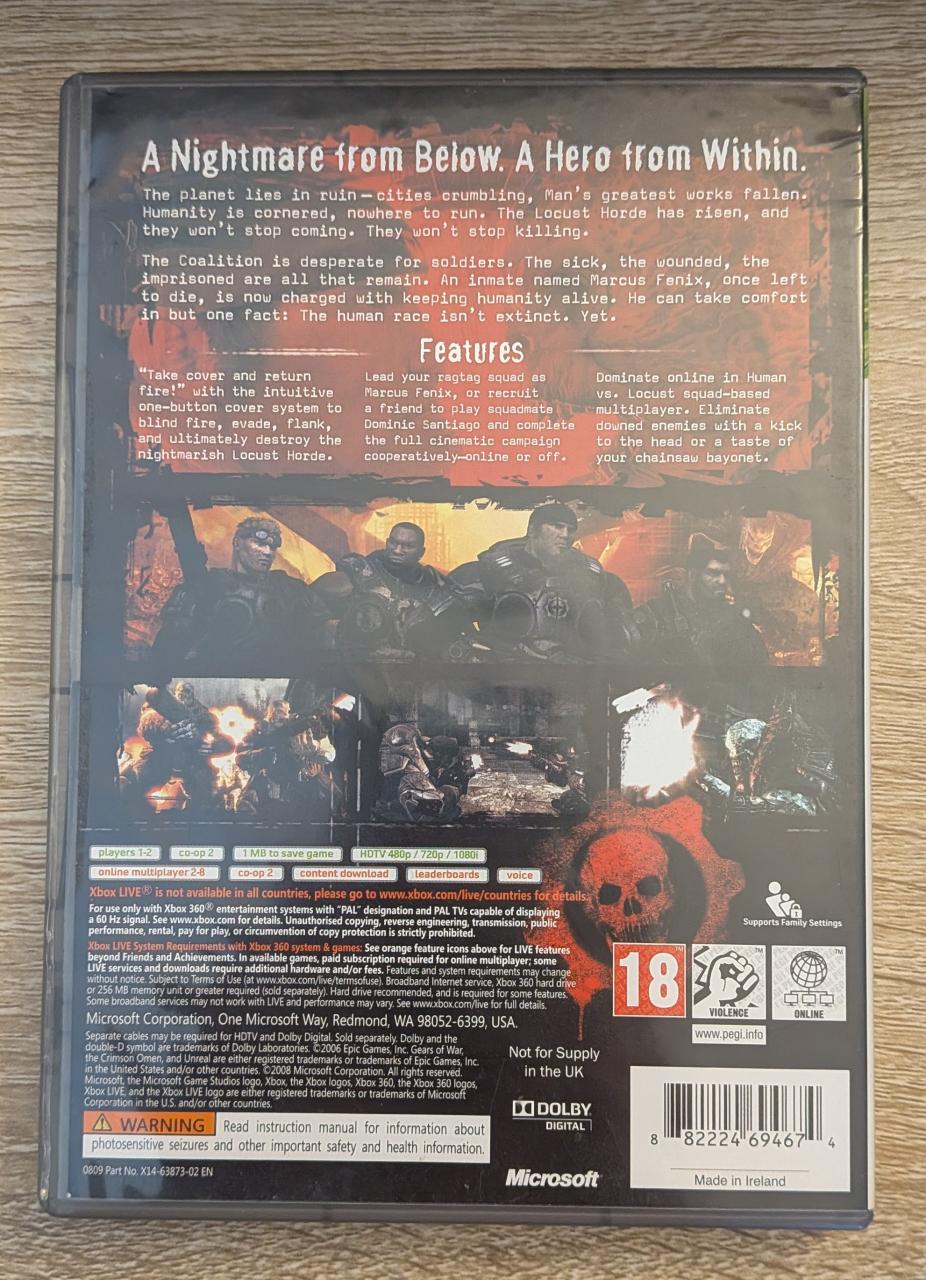 A Nightmare from Below. A Hero from Within.
The planet lies in ruin—cities crumbling, Man's greatest works fallen.
Humanity is cornered, nowhere to run. The Locust Horde has risen, and
they won't stop coming. They won't stop killing.
The Coalition is desperate for soldiers. The sick, the wounded, the
imprisoned are all that remain. An inmate named Marcus Fenix, once left
to die, is now charged with keeping humanity alive. He can take comfort
in but one fact: The human race isn't extinct. Yet.
Features
"Take cover and return
fire!" with the intuitive
one-button cover system to
blind fire, evade, flank,
and ultimately destroy the
nightmarish Locust Horde.
Lead your ragtag squad as
Marcus Fenix, or recruit
a friend to play squadmate
Dominic Santiago and complete
the full cinematic campaign
cooperatively—online or off.
Dominate online in Human
vs. Locust squad-based
multiplayer. Eliminate
downed enemies with a kick
to the head or a taste of
your chainsaw bayonet.
players 1-2 co-op 2 1 MB to save game HDTV 480p / 720p / 1080i
online multiplayer 2-8 co-op 2 content download leaderboards voice
Xbox LIVE® is not available in all countries, please go to www.xbox.com/live/countries for details.
For use only with Xbox 360® entertainment systems with "PAL" designation and PAL TVs capable of displaying
a 60 Hz signal. See www.xbox.com for details. Unauthorised copying, reverse engineering, transmission, public
performance, rental, pay for play, or circumvention of copy protection is strictly prohibited.
Xbox LIVE System Requirements with Xbox 360 system & games: See orange feature icons above for LIVE features
beyond Friends and Achievements. In available games, paid subscription required for online multiplayer; some
LIVE services and downloads require additional hardware and/or fees. Features and system requirements may change
without notice. Subject to Terms of Use (at www.xbox.com/live/termsofuse). Broadband Internet service, Xbox 360 hard drive
or 256 MB memory unit or greater required (sold separately). Hard drive recommended, and is required for some features.
Some broadband services may not work with LIVE and performance may vary. See www.xbox.com/live for full details.
Microsoft Corporation, One Microsoft Way, Redmond, WA 98052-6399, USA.
Separate cables may be required for HDTV and Dolby Digital. Sold separately. Dolby and the
double-D symbol are trademarks of Dolby Laboratories. ©2006 Epic Games, Inc. Gears of War,
the Crimson Omen, and Unreal are either registered trademarks or trademarks of Epic Games, Inc.
in the United States and/or other countries. ©2008 Microsoft Corporation. All rights reserved.
Microsoft, the Microsoft Game Studios logo, Xbox, the Xbox logos, Xbox 360, the Xbox 360 logos,
Xbox LIVE, and the Xbox LIVE logo are either registered trademarks or trademarks of Microsoft
Corporation in the U.S. and/or other countries.
WARNING Read instruction manual for information about
photosensitive seizures and other important safety and health information.
0809 Part No. X14-63873-02 EN
Supports Family Settings
18 ™
™ VIOLENCE
™ ONLINE
www.pegi.info
Not for Supply
in the UK
DOLBY
DIGITAL
Microsoft®
8 82224 69467 4
Made in Ireland